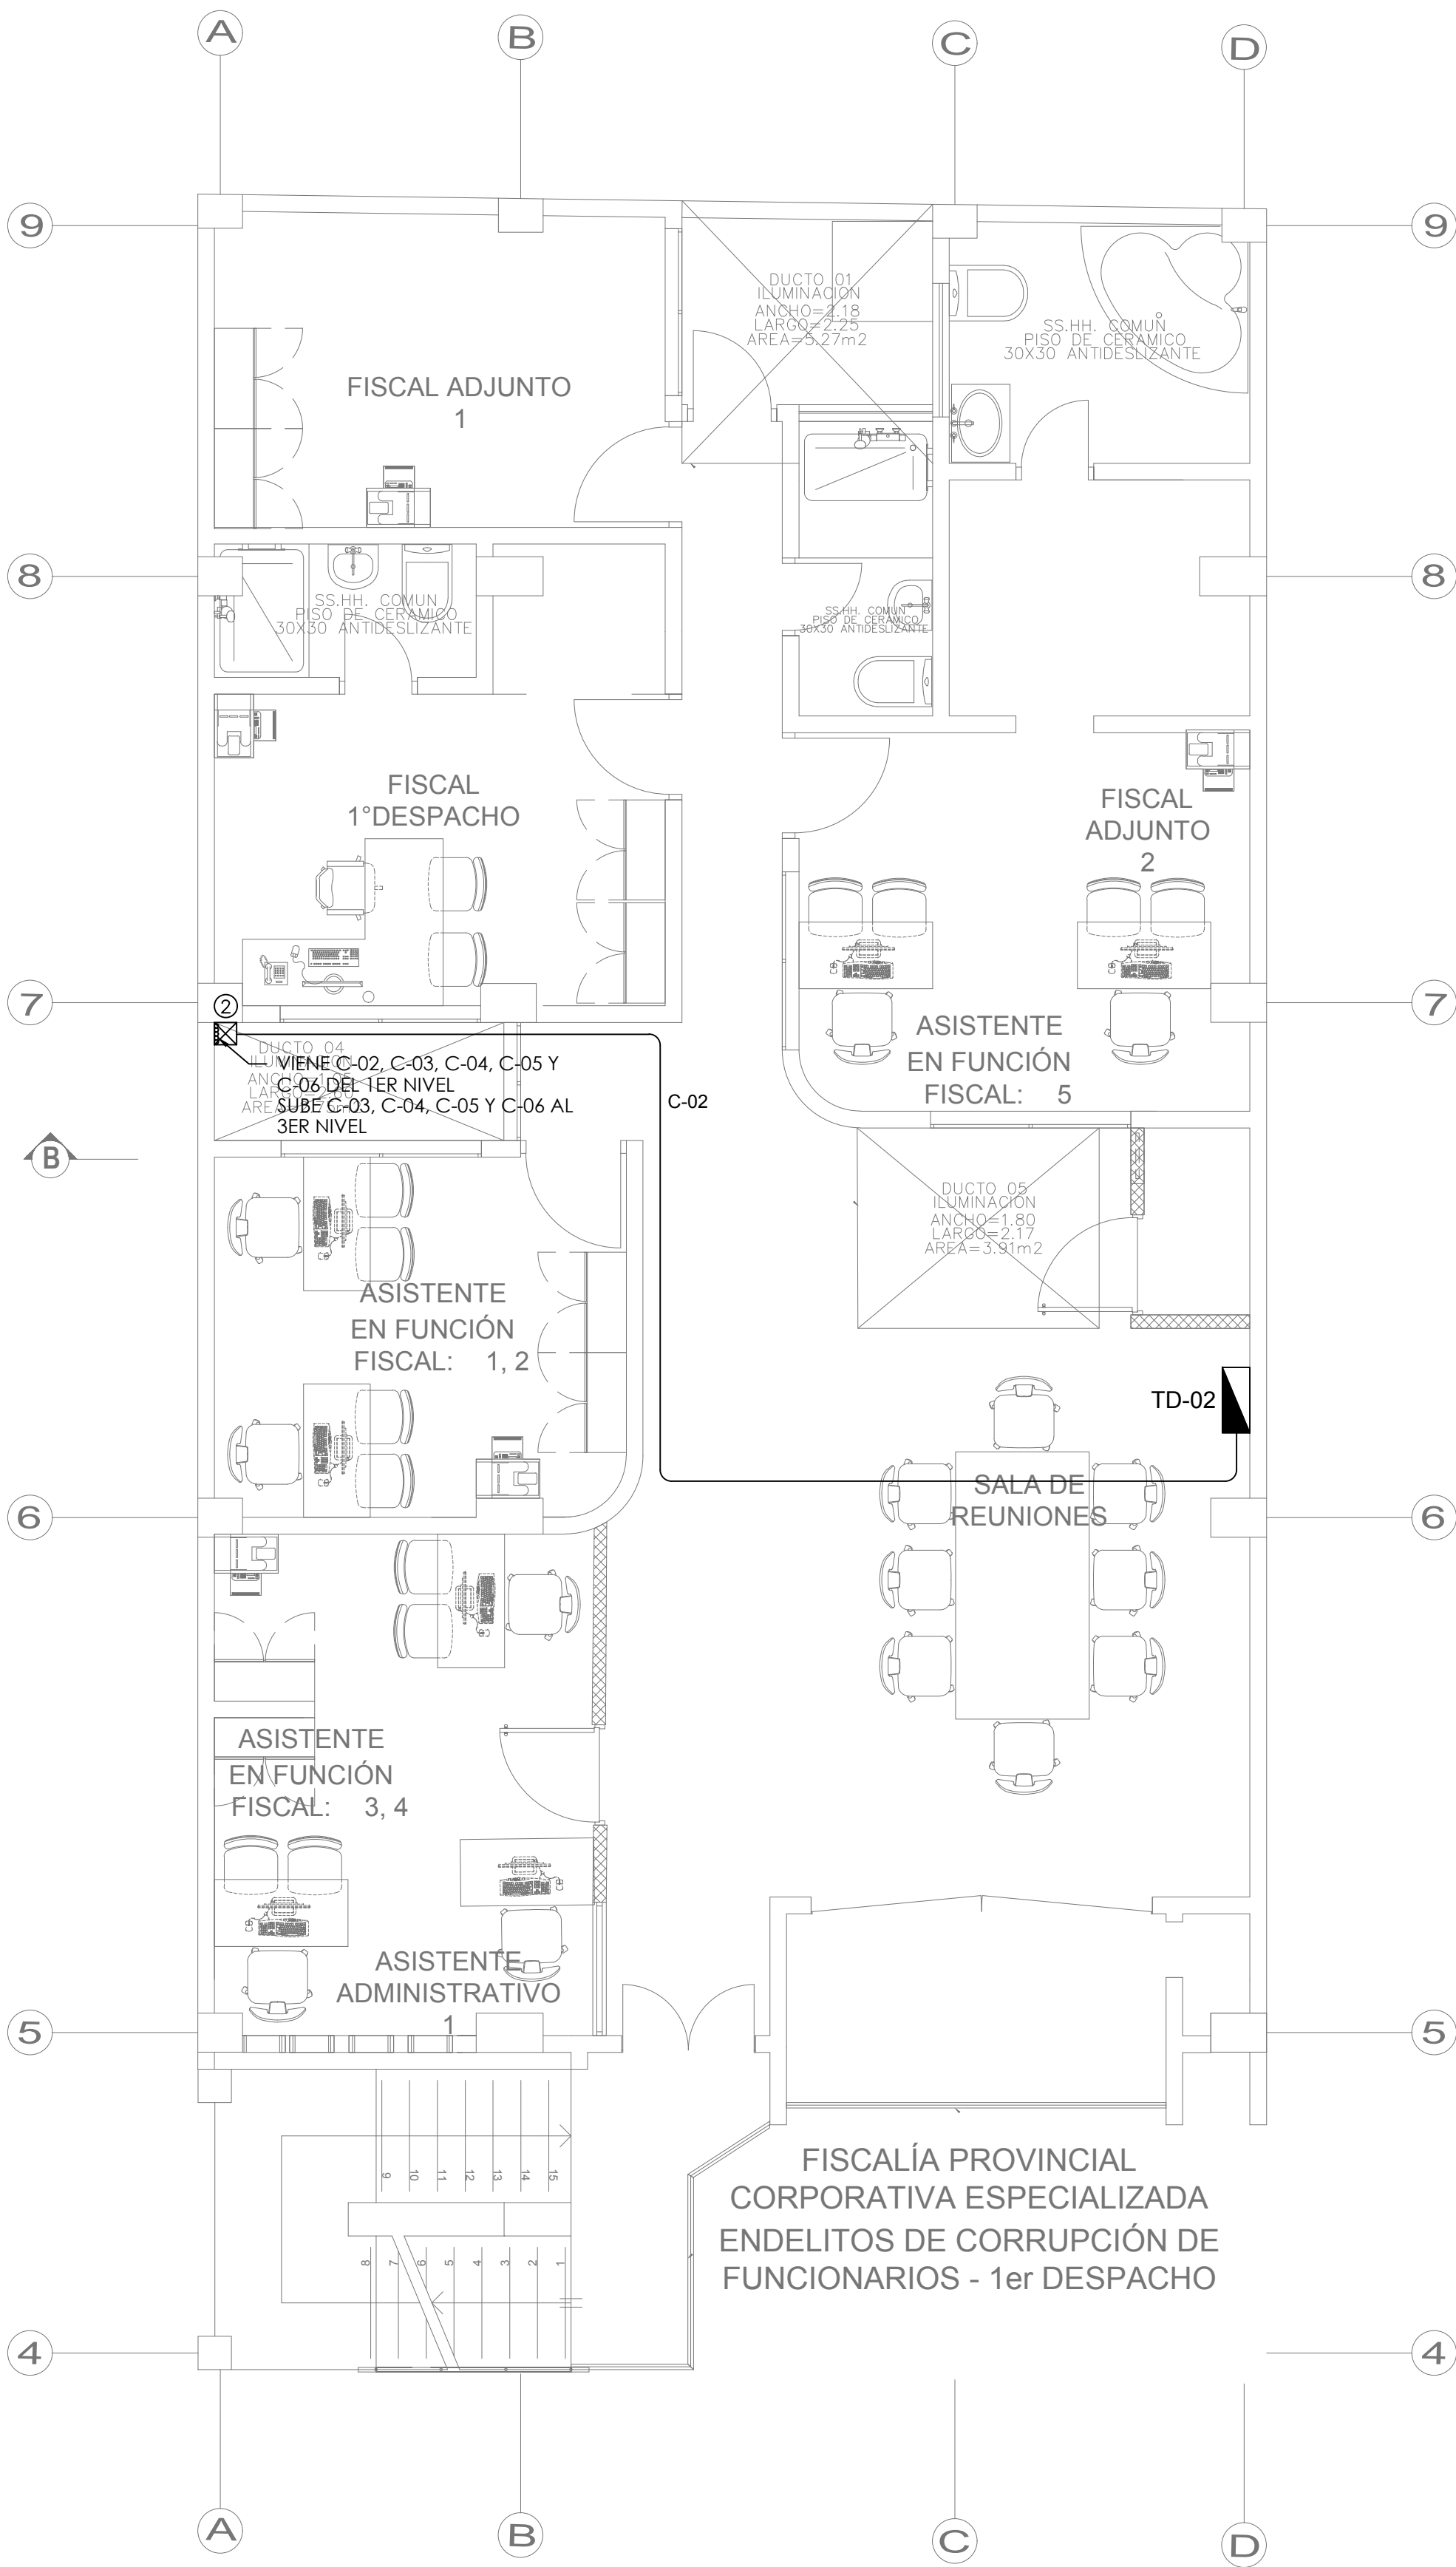 A
B
C
D
9
9
DUCTO 01
ILUMINACION
ANCHO=2.18
LARGO=2.25
AREA=5.27m2
SS.HH. COMUN
PISO DE CERAMICO
30X30 ANTIDESLIZANTE
FISCAL ADJUNTO
1
8
8
SS.HH. COMUN
PISO DE CERAMICO
30X30 ANTIDESLIZANTE
SS.HH. COMUN
PISO DE CERAMICO
30X30 ANTIDESLIZANTE
FISCAL
1°DESPACHO
FISCAL
ADJUNTO
2
7
7
2
ASISTENTE
EN FUNCIÓN
FISCAL: 5
DUCTO 04
VIENE C-02, C-03, C-04, C-05 Y
C-06 DEL 1ER NIVEL
SUBE C-03, C-04, C-05 Y C-06 AL
3ER NIVEL
C-02
B
DUCTO 05
ILUMINACION
ANCHO=1.80
LARGO=2.17
AREA=3.91m2
ASISTENTE
EN FUNCIÓN
FISCAL: 1, 2
TD-02
SALA DE
REUNIONES
6
6
ASISTENTE
EN FUNCIÓN
FISCAL: 3, 4
ASISTENTE
ADMINISTRATIVO
1
5
5
9
10
11
12
13
14
15
8
7
6
5
4
3
2
1
FISCALÍA PROVINCIAL
CORPORATIVA ESPECIALIZADA
ENDELITOS DE CORRUPCIÓN DE
FUNCIONARIOS - 1er DESPACHO
4
4
A
B
C
D